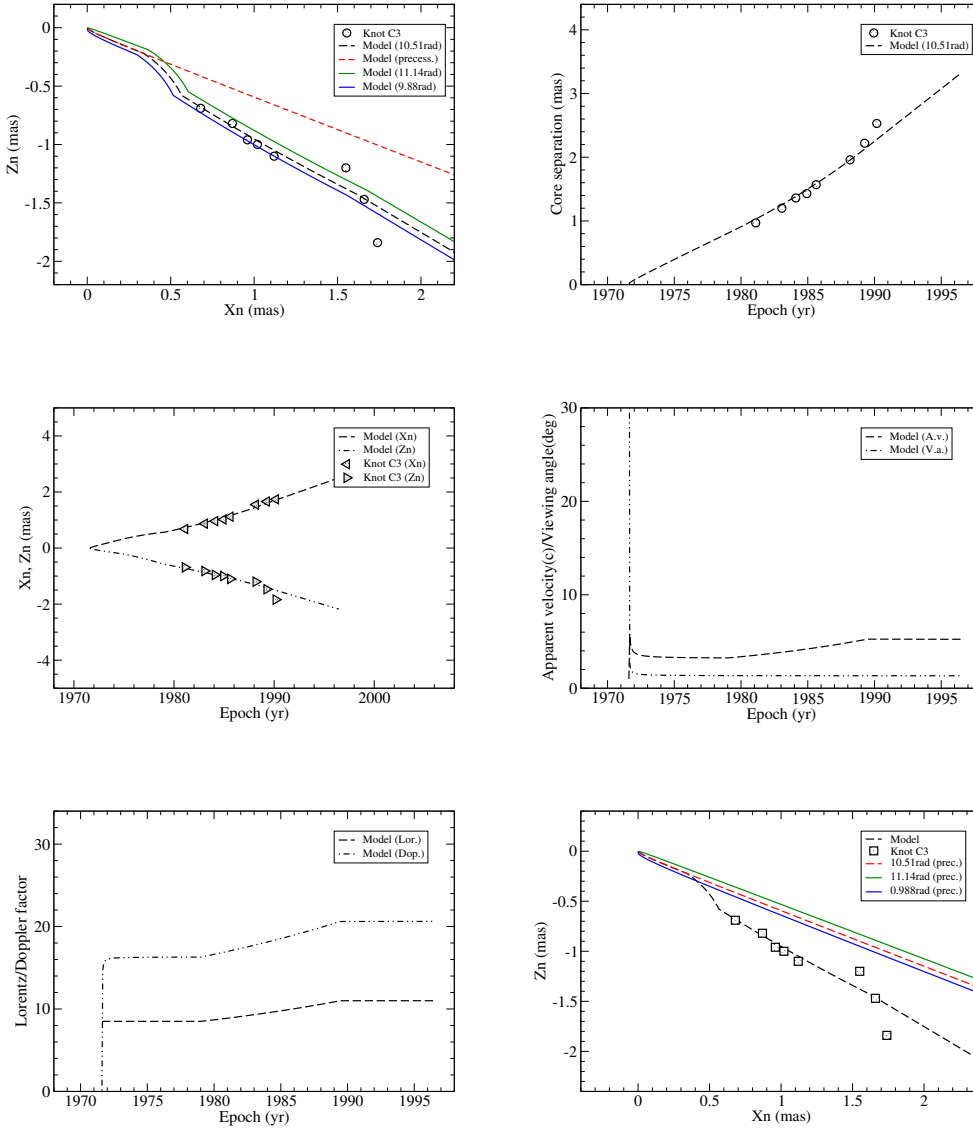 Knot C3
Model (10.51rad)
Model (precess.)
Model (11.14rad)
Model (9.88rad)
0
-0.5
-1
-1.5
-2
Zn (mas)
0 0.5 1 1.5 2
Xn (mas)
Knot C3
Model (10.51rad)
4
3
2
1
0
Core separation (mas)
1970 1975 1980 1985 1990 1995
Epoch (yr)
Model (Xn)
Model (Zn)
Knot C3 (Xn)
Knot C3 (Zn)
4
2
0
-2
-4
Xn, Zn (mas)
1970 1980 1990 2000
Epoch (yr)
Model (A.v.)
Model (V.a.)
30
20
10
0
Apparent velocity(c)/Viewing angle(deg)
1970 1975 1980 1985 1990 1995
Epoch (yr)
Model (Lor.)
Model (Dop.)
30
20
10
0
Lorentz/Doppler factor
1970 1975 1980 1985 1990 1995
Epoch (yr)
Model
Knot C3
10.51rad (prec.)
11.14rad (prec.)
0.988rad (prec.)
0
-0.5
-1
-1.5
-2
Zn (mas)
0 0.5 1 1.5 2
Xn (mas)